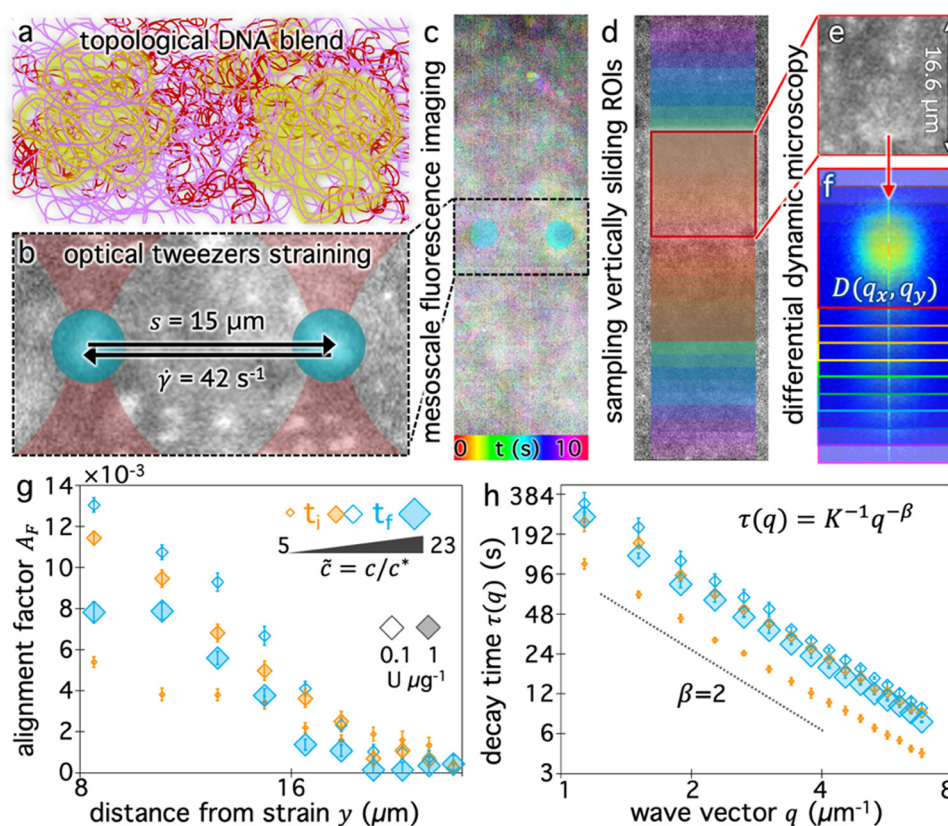 a
topological DNA blend
b
optical tweezers straining
s = 15 μm
γ̇ = 42 s⁻¹
c
mesoscale fluorescence imaging
0 t (s) 10
d
sampling vertically sliding ROIs
e
16.6 μm
differential dynamic microscopy
f
D(qₓ, q_y)
g
×10⁻³
14
12
10
8
6
4
2
0
alignment factor A_F
tᵢ t_f
5 23
c̃ = c/c*
0.1 1
U μg⁻¹
8 16
distance from strain y (μm)
h
384
192
96
48
24
12
6
3
decay time τ(q) (s)
τ(q) = K⁻¹q⁻ᵝ
β=2
1 2 4 8
wave vector q (μm⁻¹)